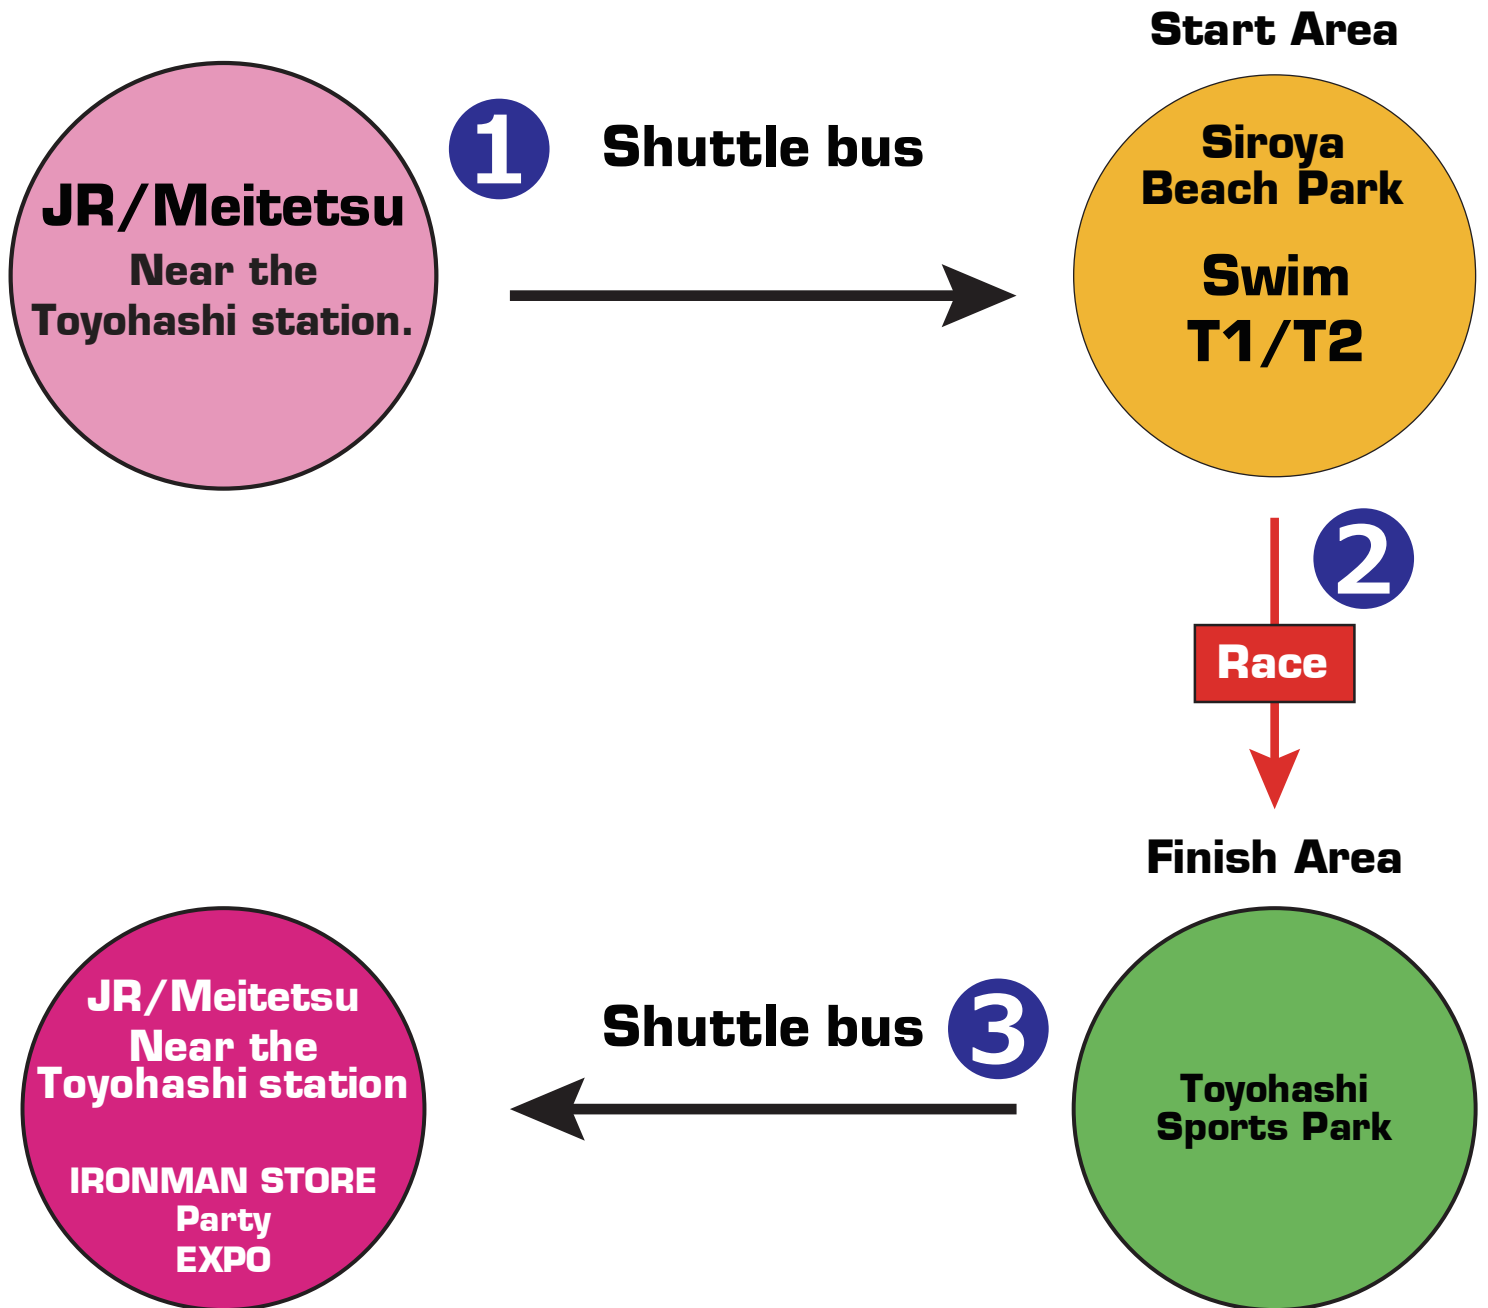 Start Area
JR/Meitetsu
Near the
Toyohashi station.
1
Shuttle bus
Siroya
Beach Park
Swim
T1/T2
2
Race
Finish Area
Toyohashi
Sports Park
3
Shuttle bus
JR/Meitetsu
Near the
Toyohashi station
IRONMAN STORE
Party
EXPO